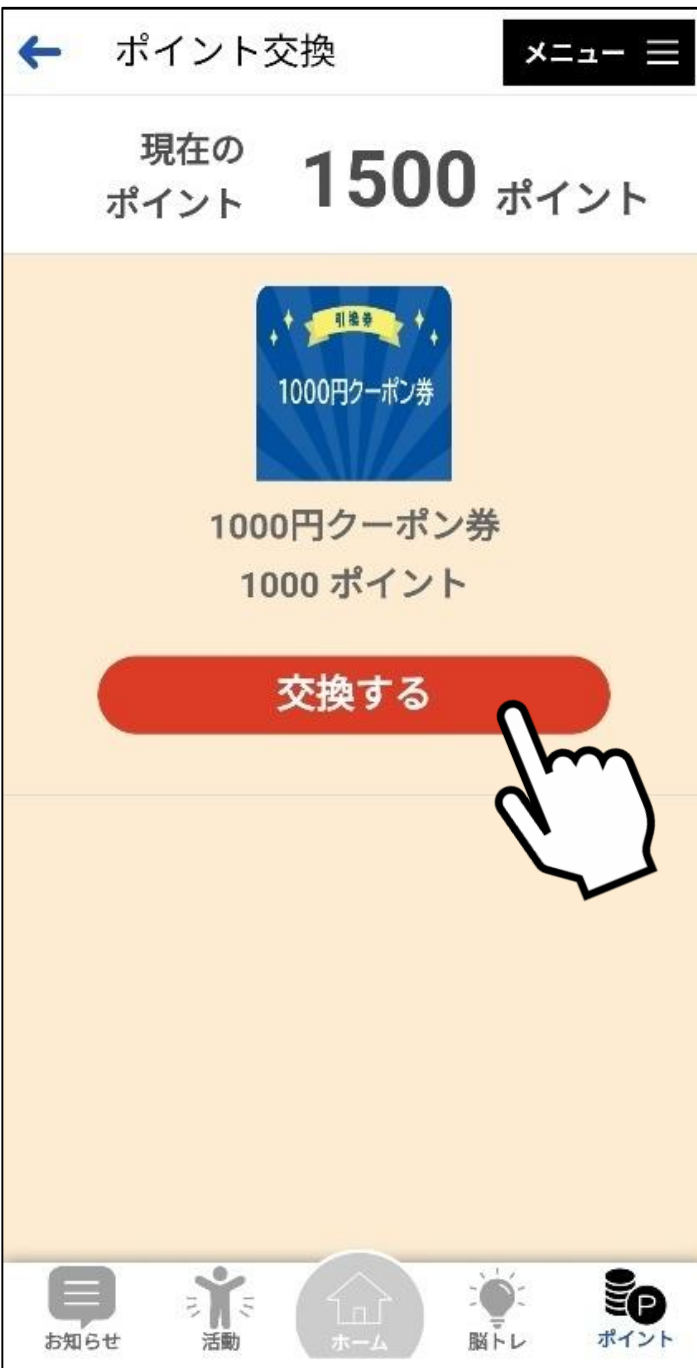 ポイント交換
メニュー
現在の
ポイント
1500 ポイント
引換券
1000円クーポン券
1000円クーポン券
1000 ポイント
交換する
お知らせ
活動
ホーム
脳トレ
P
ポイント